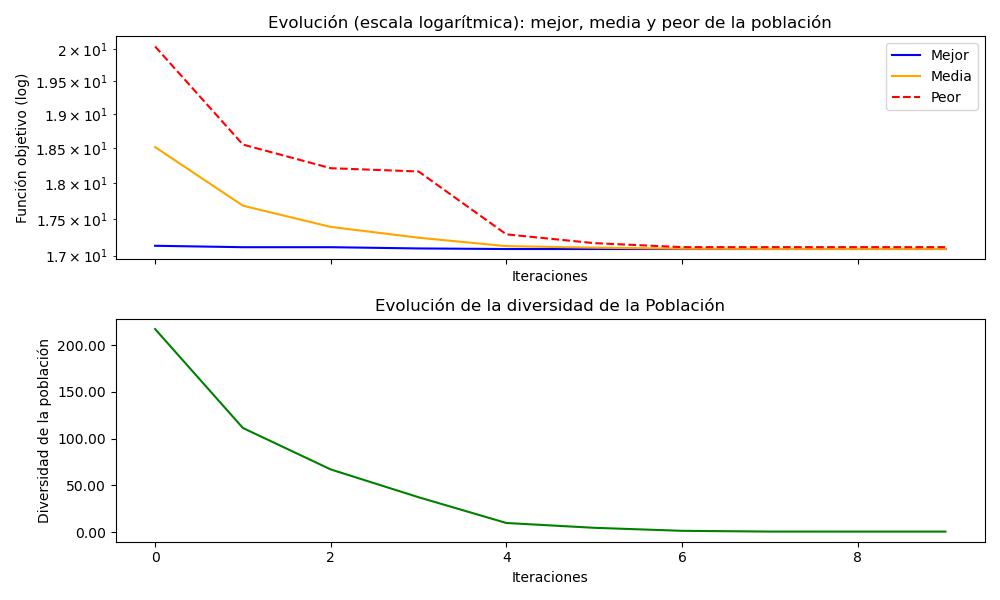 Evolución (escala logarítmica): mejor, media y peor de la población
Función objetivo (log)
2 × 10¹
1.95 × 10¹
1.9 × 10¹
1.85 × 10¹
1.8 × 10¹
1.75 × 10¹
1.7 × 10¹
Mejor
Media
Peor
Iteraciones
Evolución de la diversidad de la Población
Diversidad de la población
200.00
150.00
100.00
50.00
0.00
0 2 4 6 8
Iteraciones